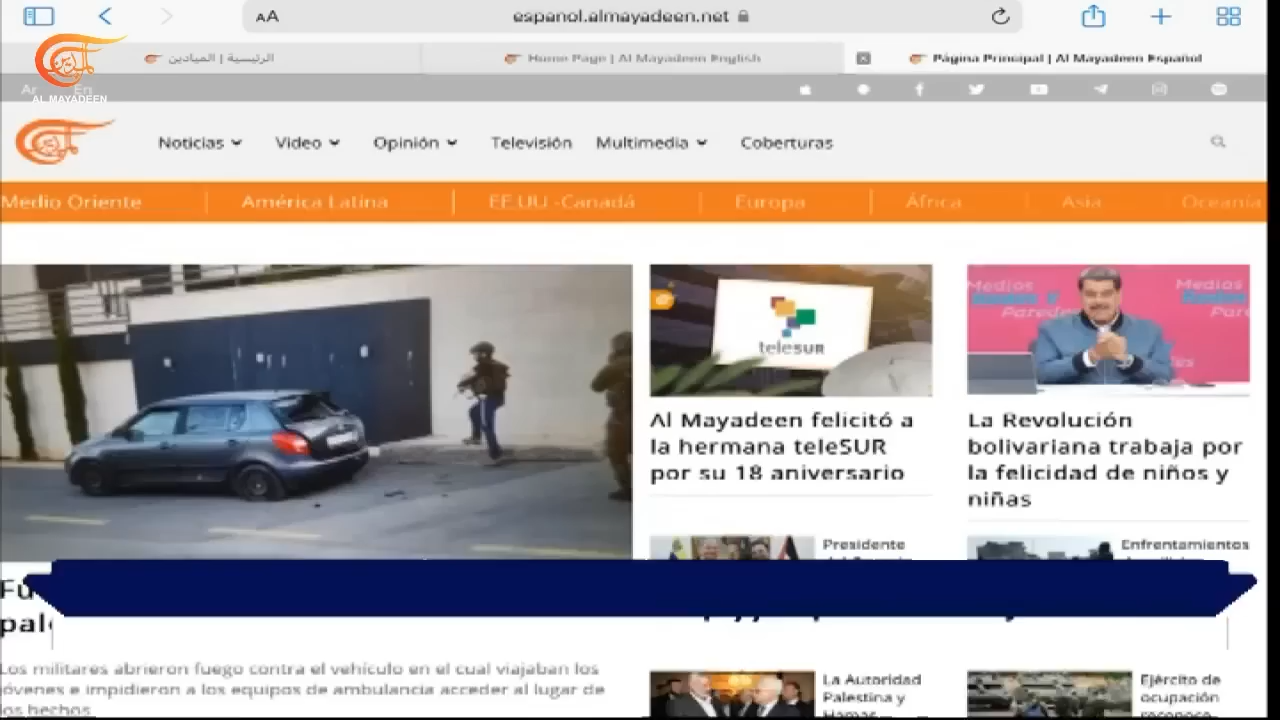 AA espanol.almayadeen.net
الرئيسية | الميادين
Home Page | Al Mayadeen English
Página Principal | Al Mayadeen Español
Ar En
AL MAYADEEN
Noticias Video Opinión Televisión Multimedia Coberturas
Medio Oriente América Latina EE.UU -Canadá Europa África Asia Oceanía
teleSUR
Medios
Paredes
Al Mayadeen felicitó a
la hermana teleSUR
por su 18 aniversario
La Revolución
bolivariana trabaja por
la felicidad de niños y
niñas
Presidente
Enfrentamientos
Los militares abrieron fuego contra el vehículo en el cual viajaban los
jóvenes e impidieron a los equipos de ambulancia acceder al lugar de
los hechos
La Autoridad
Palestina y
Hamas
Ejército de
ocupación
reconoce